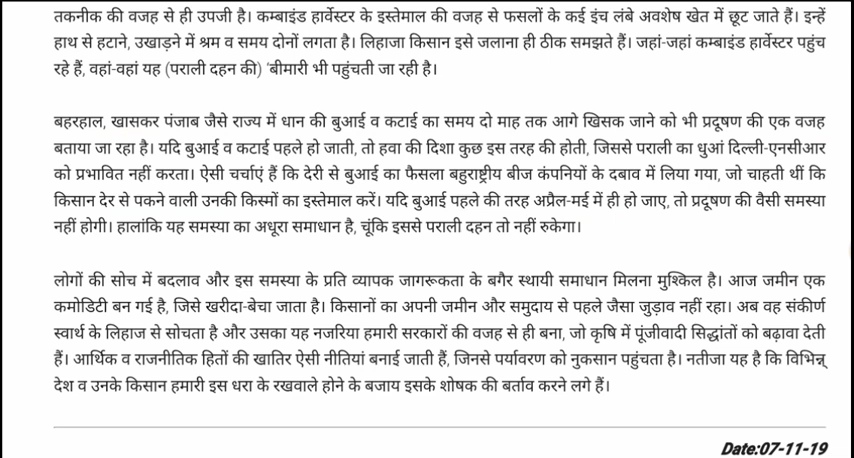 तकनीक की वजह से ही उपजी है। कम्बाइंड हार्वेस्टर के इस्तेमाल की वजह से फसलों के कई इंच लंबे अवशेष खेत में छूट जाते हैं। इन्हें
हाथ से हटाने, उखाड़ने में श्रम व समय दोनों लगता है। लिहाजा किसान इसे जलाना ही ठीक समझते हैं। जहां-जहां कम्बाइंड हार्वेस्टर पहुंच
रहे हैं, वहां-वहां यह (पराली दहन की) 'बीमारी भी पहुंचती जा रही है।
बहरहाल, खासकर पंजाब जैसे राज्य में धान की बुआई व कटाई का समय दो माह तक आगे खिसक जाने को भी प्रदूषण की एक वजह
बताया जा रहा है। यदि बुआई व कटाई पहले हो जाती, तो हवा की दिशा कुछ इस तरह की होती, जिससे पराली का धुआं दिल्ली-एनसीआर
को प्रभावित नहीं करता। ऐसी चर्चाएं हैं कि देरी से बुआई का फैसला बहुराष्ट्रीय बीज कंपनियों के दबाव में लिया गया, जो चाहती थीं कि
किसान देर से पकने वाली उनकी किस्मों का इस्तेमाल करें। यदि बुआई पहले की तरह अप्रैल-मई में ही हो जाए, तो प्रदूषण की वैसी समस्या
नहीं होगी। हालांकि यह समस्या का अधूरा समाधान है, चूंकि इससे पराली दहन तो नहीं रुकेगा।
लोगों की सोच में बदलाव और इस समस्या के प्रति व्यापक जागरूकता के बगैर स्थायी समाधान मिलना मुश्किल है। आज जमीन एक
कमोडिटी बन गई है, जिसे खरीदा-बेचा जाता है। किसानों का अपनी जमीन और समुदाय से पहले जैसा जुड़ाव नहीं रहा। अब वह संकीर्ण
स्वार्थ के लिहाज से सोचता है और उसका यह नजरिया हमारी सरकारों की वजह से ही बना, जो कृषि में पूंजीवादी सिद्धांतों को बढ़ावा देती
हैं। आर्थिक व राजनीतिक हितों की खातिर ऐसी नीतियां बनाई जाती हैं, जिनसे पर्यावरण को नुकसान पहुंचता है। नतीजा यह है कि विभिन्न
देश व उनके किसान हमारी इस धरा के रखवाले होने के बजाय इसके शोषक की बर्ताव करने लगे हैं।
Date:07-11-19